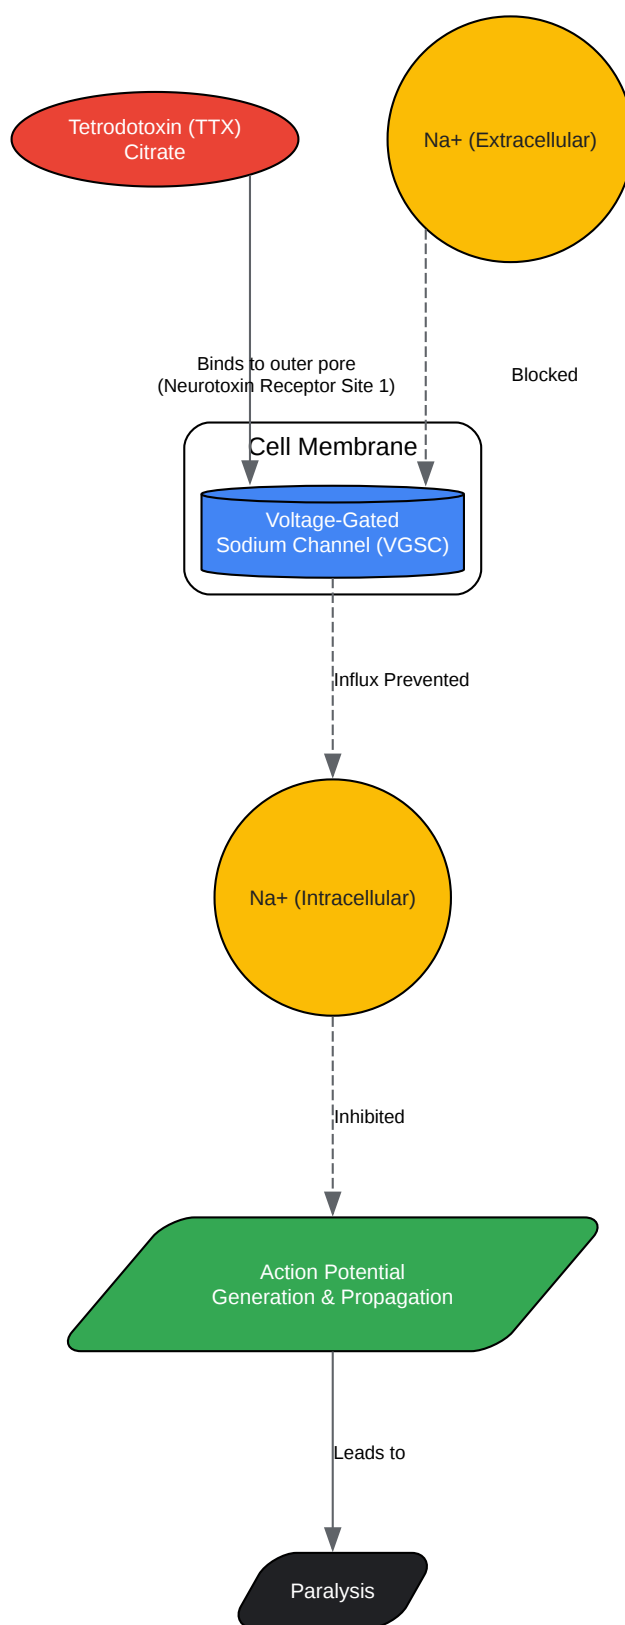 Tetrodotoxin (TTX)
Citrate
Na+ (Extracellular)
Binds to outer pore
(Neurotoxin Receptor Site 1)
Blocked
Cell Membrane
Voltage-Gated
Sodium Channel (VGSC)
Influx Prevented
Na+ (Intracellular)
Inhibited
Action Potential
Generation & Propagation
Leads to
Paralysis